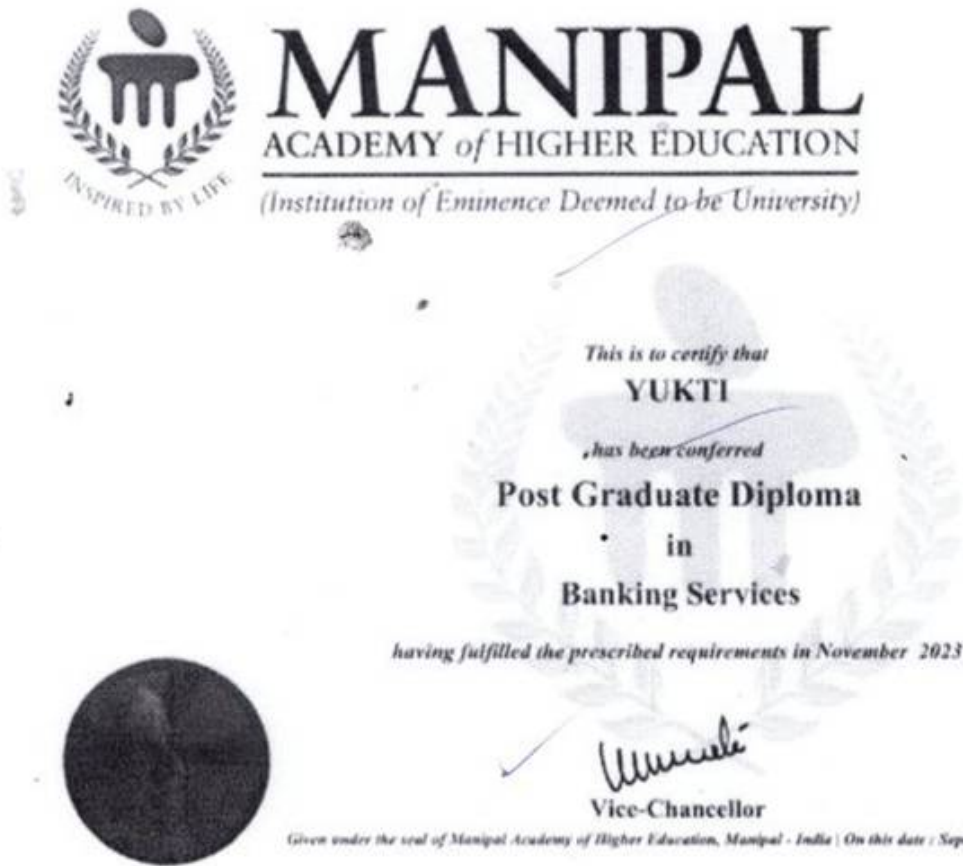 MANIPAL
ACADEMY of HIGHER EDUCATION
(Institution of Eminence Deemed to be University)
INSPIRED BY LIFE
This is to certify that
YUKTI
has been conferred
Post Graduate Diploma
in
Banking Services
having fulfilled the prescribed requirements in November 2023
Vice-Chancellor
Given under the seal of Manipal Academy of Higher Education, Manipal - India | On this date : Sep